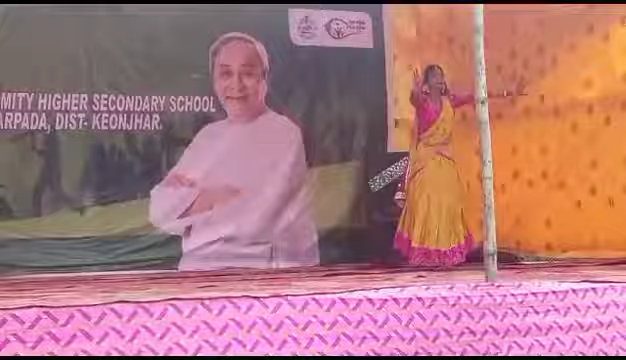 MITY HIGHER SECONDARY SCHOOL
ARPADA, DIST- KEONJHAR.